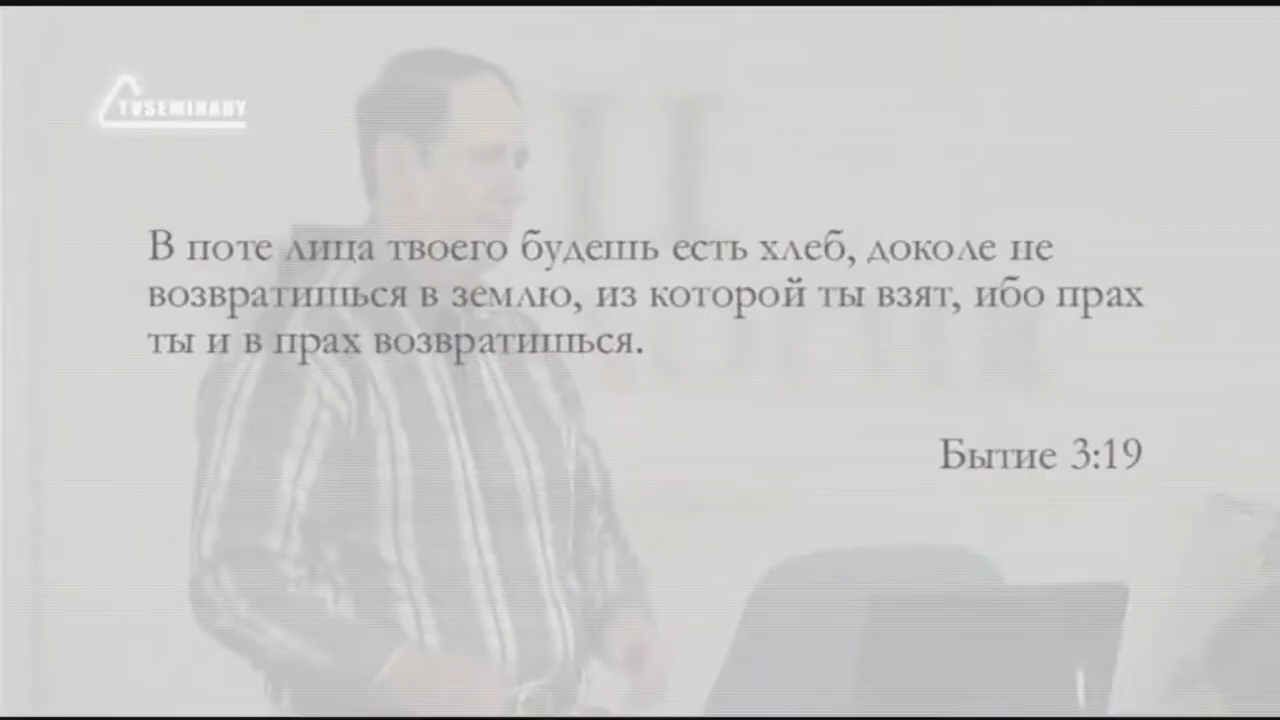 TVSEMINARY
В поте лица твоего будешь есть хлеб, доколе не
возвратишься в землю, из которой ты взят, ибо прах
ты и в прах возвратишься.
Бытие 3:19